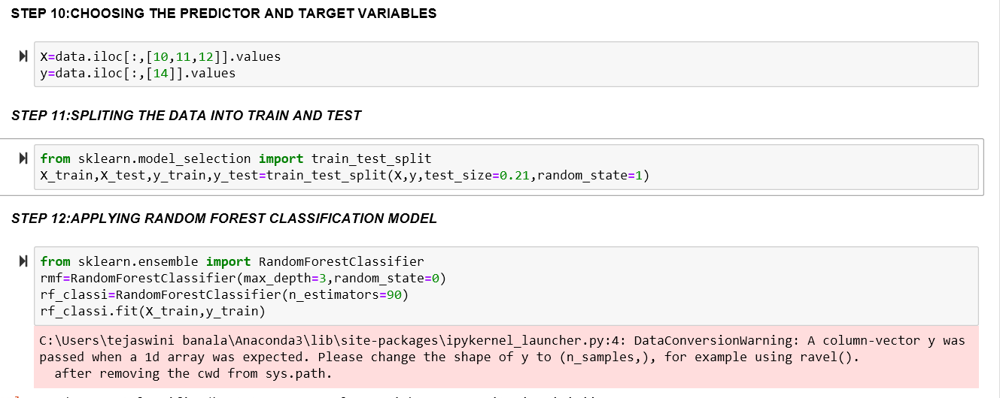 STEP 10:CHOOSING THE PREDICTOR AND TARGET VARIABLES
X=data.iloc[:,[10,11,12]].values
y=data.iloc[:,[14]].values
STEP 11:SPLITING THE DATA INTO TRAIN AND TEST
from sklearn.model_selection import train_test_split
X_train,X_test,y_train,y_test=train_test_split(X,y,test_size=0.21,random_state=1)
STEP 12:APPLYING RANDOM FOREST CLASSIFICATION MODEL
from sklearn.ensemble import RandomForestClassifier
rmf=RandomForestClassifier(max_depth=3,random_state=0)
rf_classi=RandomForestClassifier(n_estimators=90)
rf_classi.fit(X_train,y_train)
C:\Users\tejaswini banala\Anaconda3\lib\site-packages\ipykernel_launcher.py:4: DataConversionWarning: A column-vector y was
passed when a 1d array was expected. Please change the shape of y to (n_samples,), for example using ravel().
after removing the cwd from sys.path.